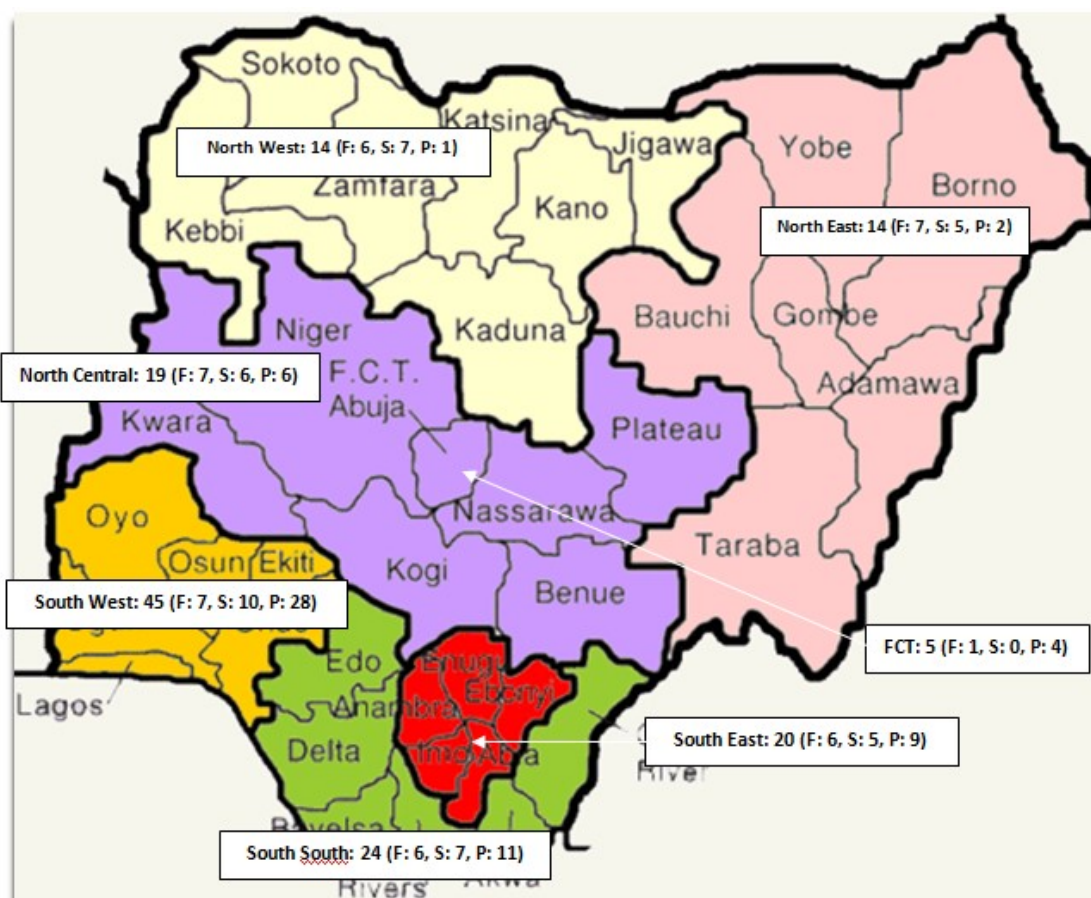 Sokoto
Katsina
Jigawa
Yobe
Borno
North West: 14 (F: 6, S: 7, P: 1)
Zamfara
Kano
Kebbi
North East: 14 (F: 7, S: 5, P: 2)
Niger
Kaduna
Bauchi
Gombe
North Central: 19 (F: 7, S: 6, P: 6)
F.C.T.
Abuja
Adamawa
Kwara
Plateau
Oyo
Nassarawa
Taraba
Osun
Ekiti
Kogi
Benue
South West: 45 (F: 7, S: 10, P: 28)
FCT: 5 (F: 1, S: 0, P: 4)
Edo
Enugu
Ebonyi
Lagos
Anambra
Delta
Imo
Abia
South East: 20 (F: 6, S: 5, P: 9)
River
Bayelsa
South South: 24 (F: 6, S: 7, P: 11)
Rivers
Akwa